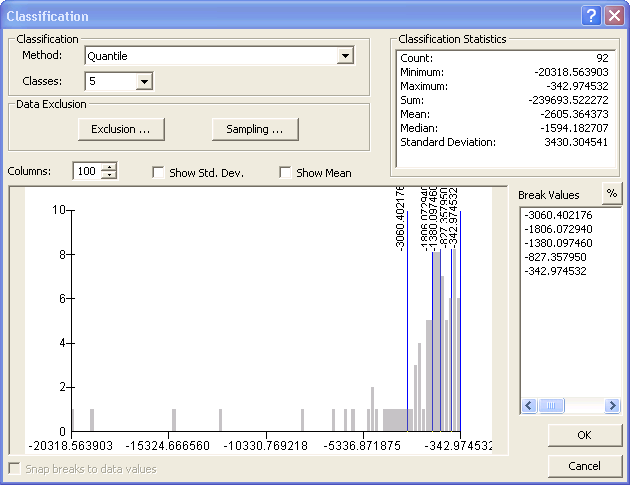 Classification
Classification
Method: Quantile
Classes: 5
Data Exclusion
Exclusion ...
Sampling ...
Classification Statistics
Count: 92
Minimum: -20318.563903
Maximum: -342.974532
Sum: -239693.522272
Mean: -2605.364373
Median: -1594.182707
Standard Deviation: 3430.304541
Columns: 100
Show Std. Dev.
Show Mean
Break Values
%
-3060.402176
-1806.072940
-1380.097460
-827.357950
-342.974532
-3060.402176
-1806.072940
-1380.097460
-827.357950
-342.974532
10
8
6
4
2
0
-20318.563903 -15324.666560 -10330.769218 -5336.871875 -342.974532
Snap breaks to data values
OK
Cancel